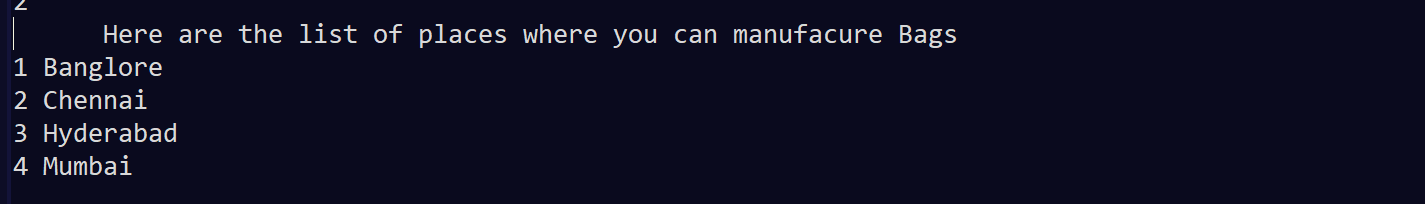 2
Here are the list of places where you can manufacure Bags
1 Banglore
2 Chennai
3 Hyderabad
4 Mumbai